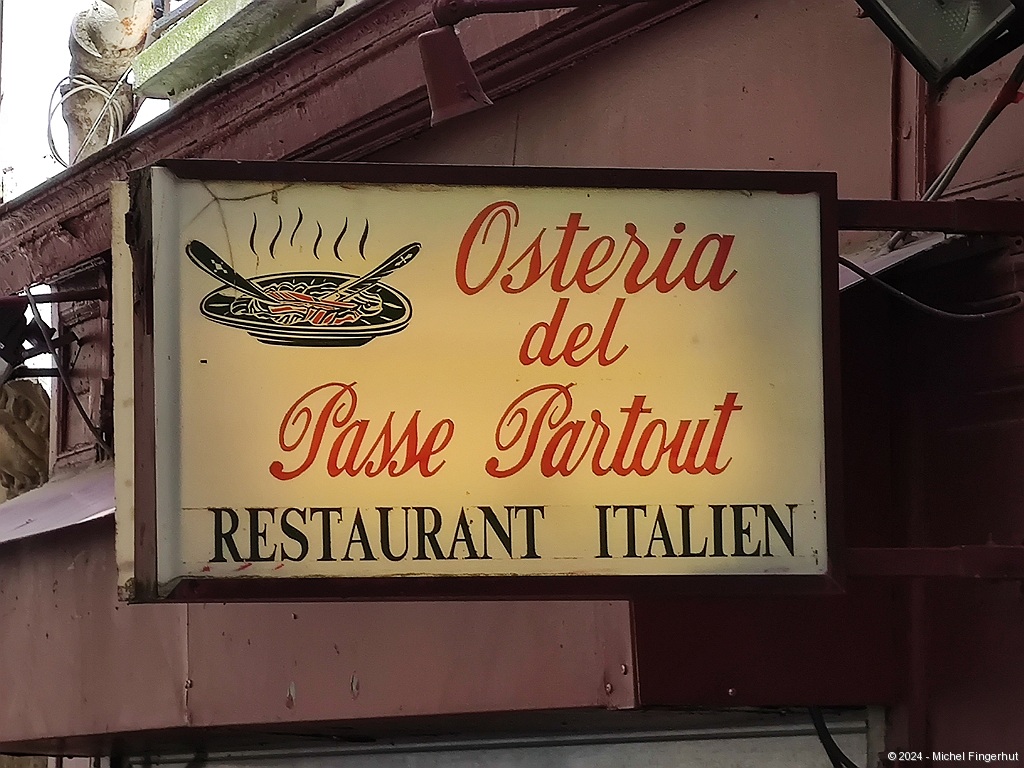 Osteria
del
Passe Partout
RESTAURANT ITALIEN
© 2024 - Michel Fingerhut